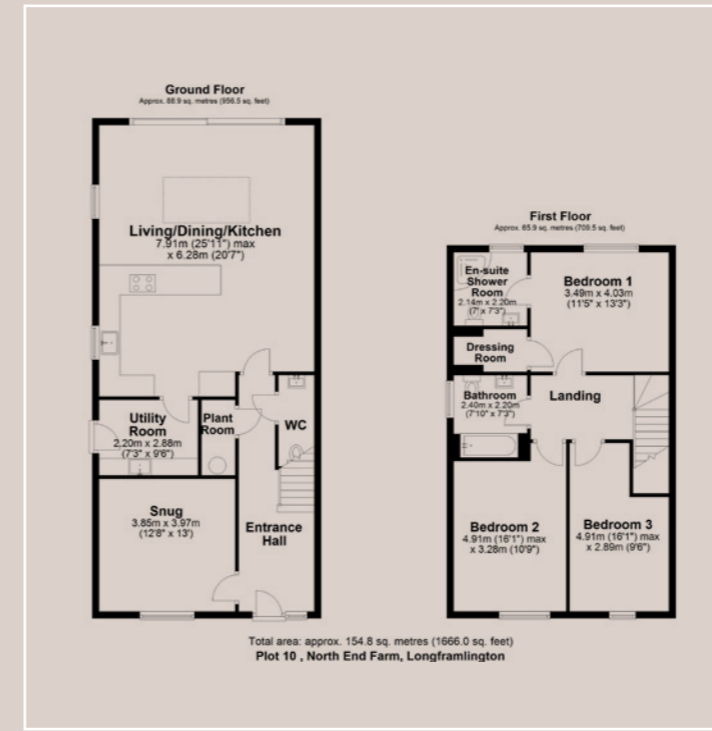 Ground Floor
Approx. 88.9 sq. metres (956.5 sq. feet)
Living/Dining/Kitchen
7.91m (25'11") max
x 6.28m (20'7")
Utility
Room
2.20m x 2.88m
(7'3" x 9'6")
Plant
Room
WC
Snug
3.85m x 3.97m
(12'8" x 13')
Entrance
Hall
First Floor
Approx. 65.9 sq. metres (709.5 sq. feet)
En-suite
Shower
Room
2.14m x 2.20m
(7' x 7'3")
Bedroom 1
3.49m x 4.03m
(11'5" x 13'3")
Dressing
Room
Bathroom
2.40m x 2.20m
(7'10" x 7'3")
Landing
Bedroom 2
4.91m (16'1") max
x 3.28m (10'9")
Bedroom 3
4.91m (16'1") max
x 2.89m (9'6")
Total area: approx. 154.8 sq. metres (1666.0 sq. feet)
Plot 10 , North End Farm, Longframlington